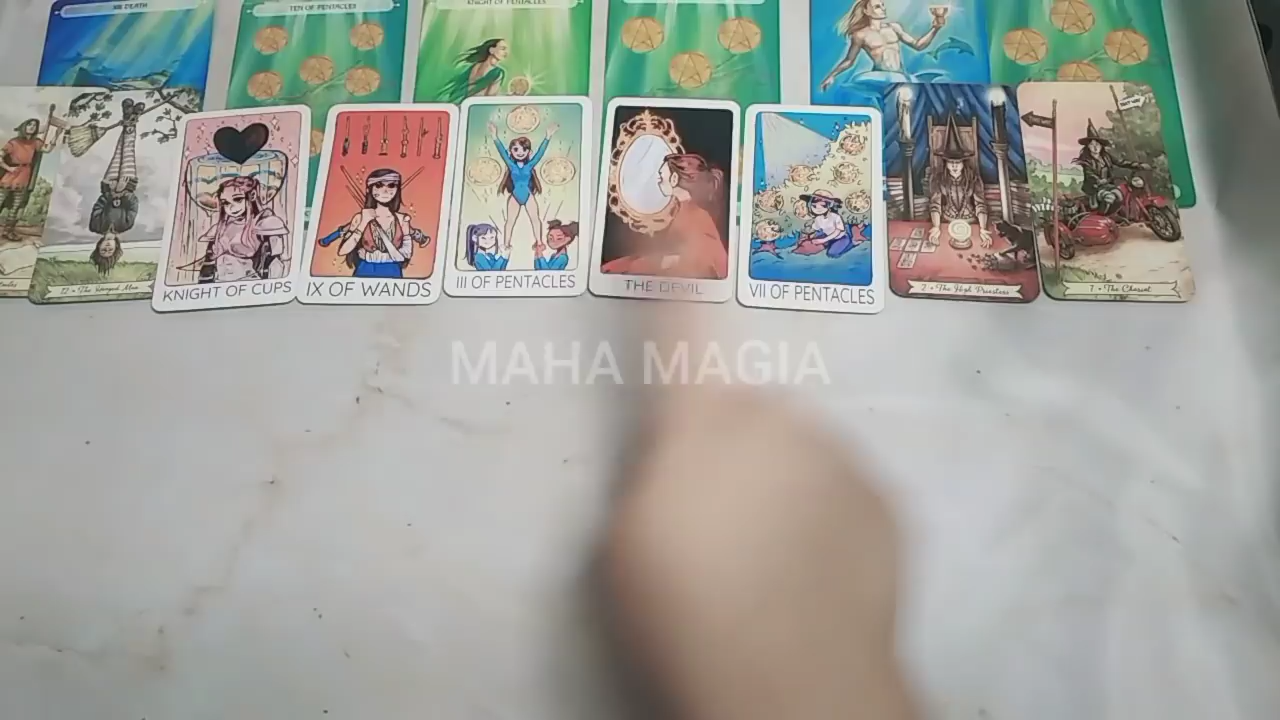 XIII DEATH
TEN OF PENTACLES
KNIGHT OF PENTACLES
KNIGHT OF CUPS
IX OF WANDS
III OF PENTACLES
THE DEVIL
VII OF PENTACLES
12 • The Hanged Man
2 • The High Priestess
7 • The Chariot
MAHA MAGIA